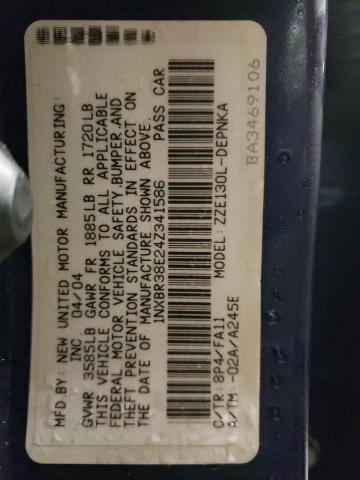 MFD.BY: NEW UNITED MOTOR MANUFACTURING
INC 04/04
GVWR 3585LB GAWR FR 1885LB RR 1720LB
THIS VEHICLE CONFORMS TO ALL APPLICABLE
FEDERAL MOTOR VEHICLE SAFETY,BUMPER,AND
THEFT PREVENTION STANDARDS IN EFFECT ON
THE DATE OF MANUFACTURE SHOWN ABOVE.
1NXBR38E24Z341586 PASS CAR
C/TR:8P4/FA11 MODEL:ZZE130L-DEPNKA
A/TM:-02A/A245E
BA3469106